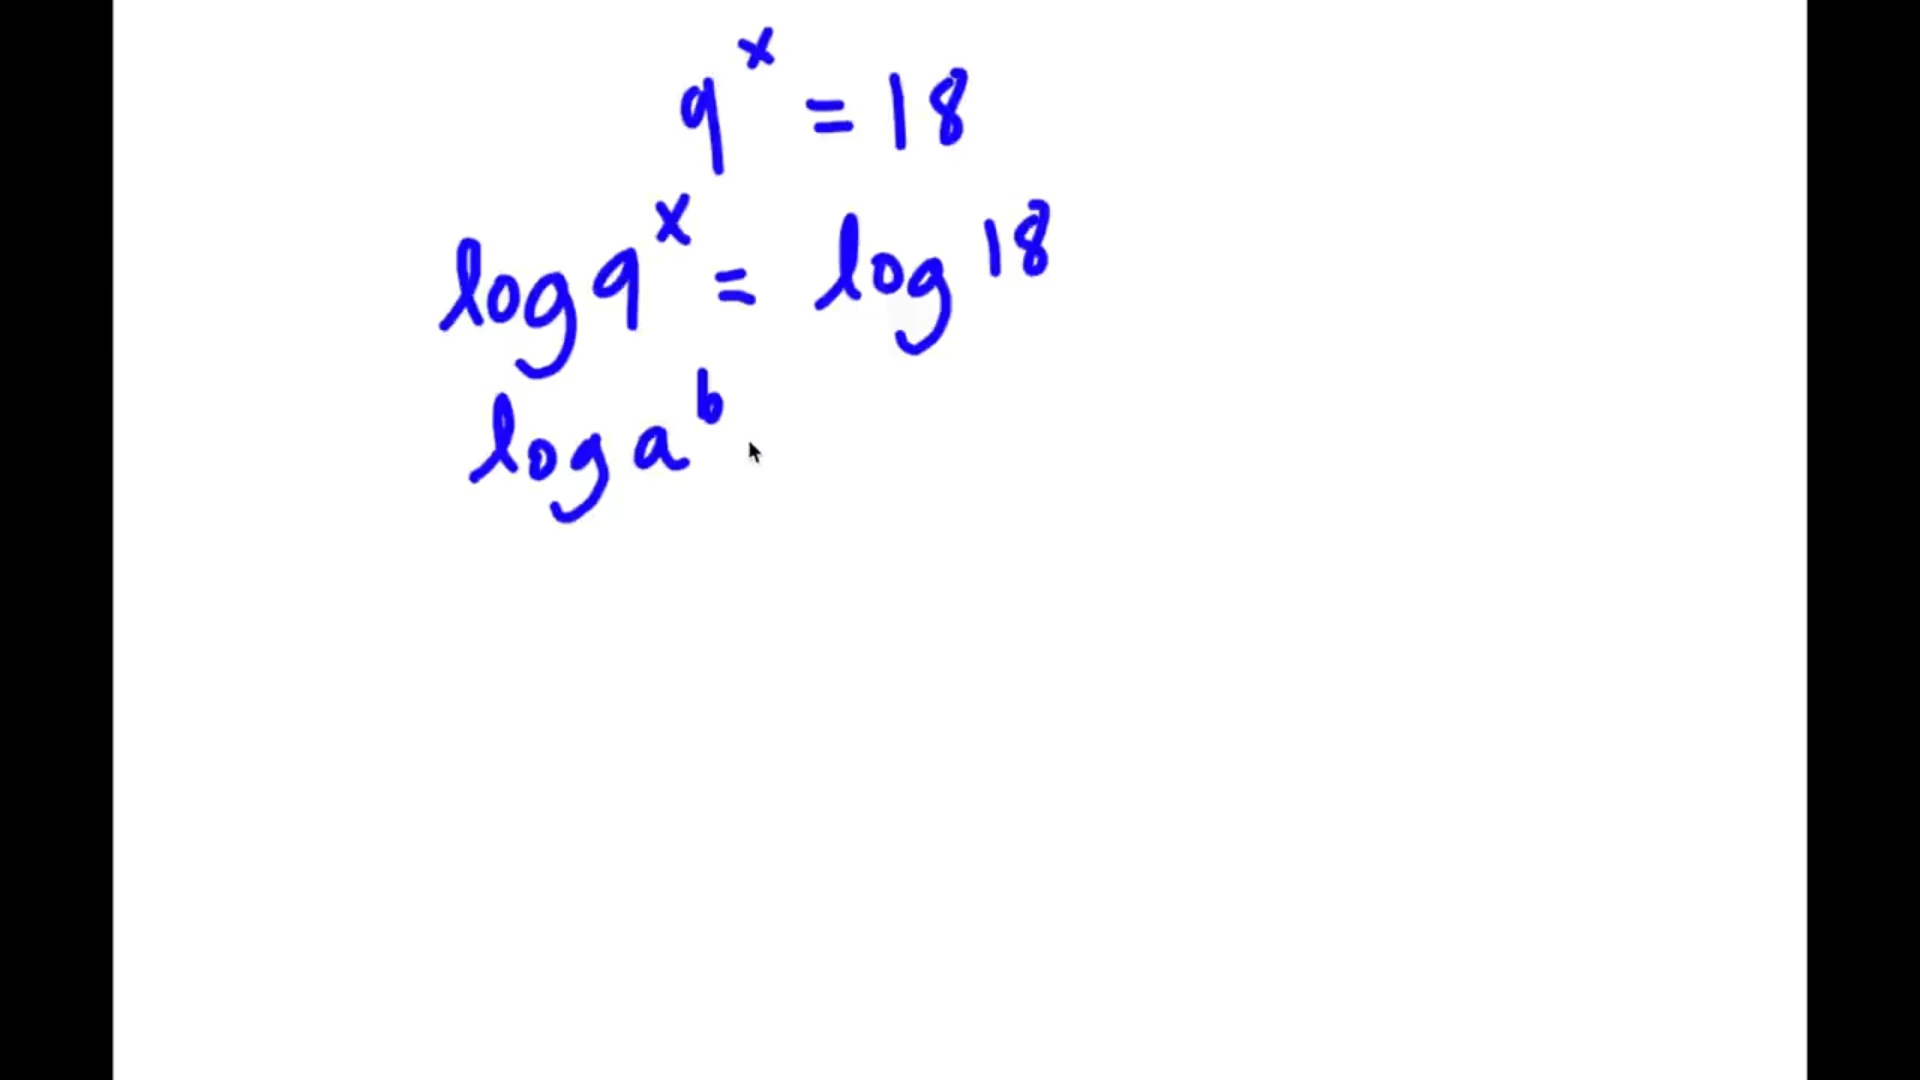 9^x = 18
log 9^x = log 18
log a^b